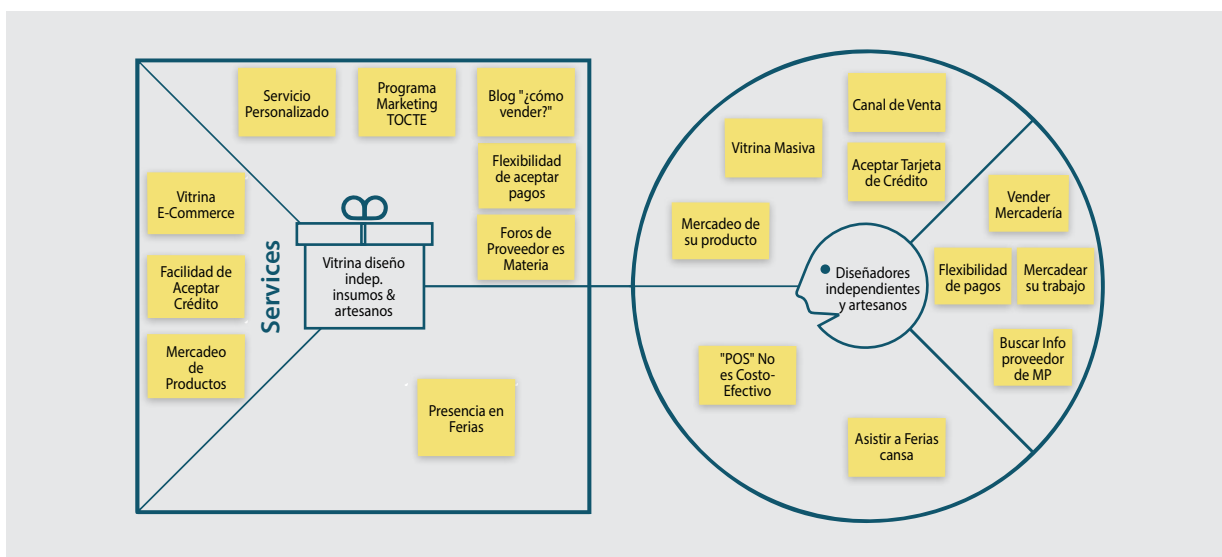 Servicio
Personalizado
Programa
Marketing
TOCTE
Blog "¿cómo
vender?"
Flexibilidad
de aceptar
pagos
Foros de
Proveedor es
Materia
Vitrina
E-Commerce
Facilidad de
Aceptar
Crédito
Mercadeo
de
Productos
Services
Vitrina diseño
indep.
insumos &
artesanos
Presencia en
Ferias
Canal de Venta
Vitrina Masiva
Aceptar Tarjeta
de Crédito
Mercadeo de
su producto
Diseñadores
independientes
y artesanos
Vender
Mercadería
Flexibilidad
de pagos
Mercadear
su trabajo
Buscar Info
proveedor
de MP
"POS" No
es Costo-
Efectivo
Asistir a Ferias
cansa